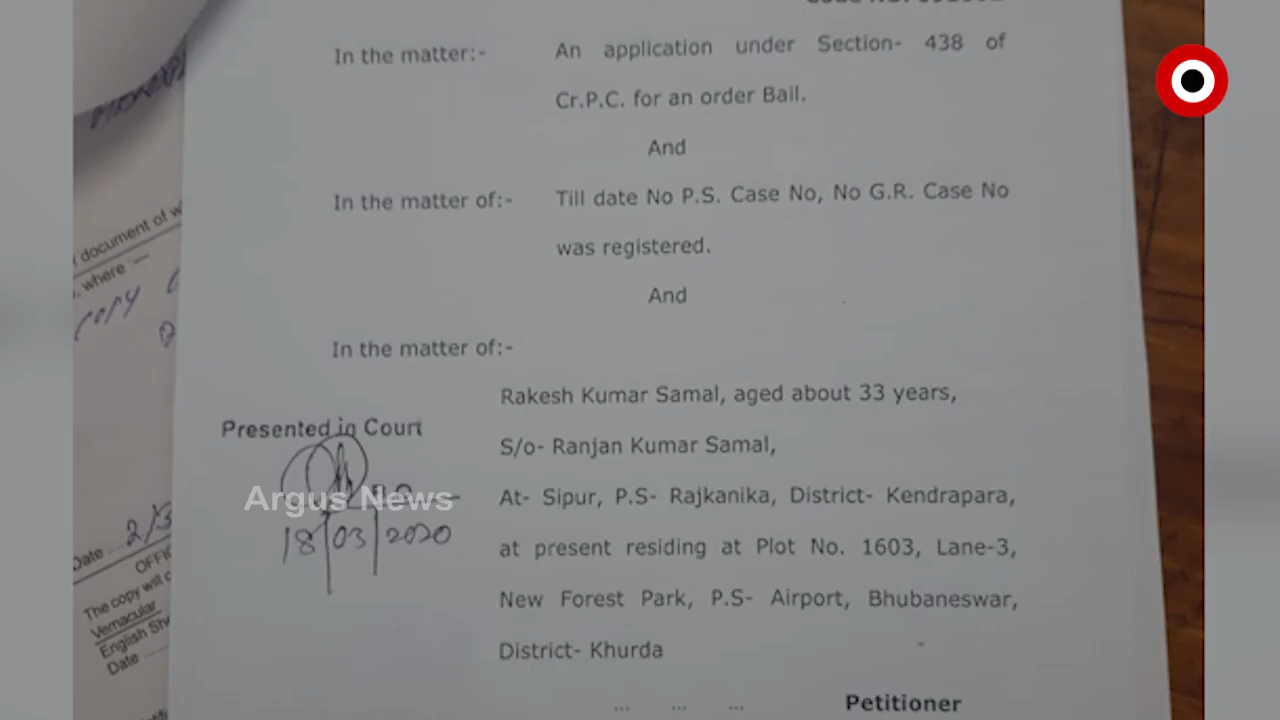 In the matter:- An application under Section- 438 of
Cr.P.C. for an order Bail.
And
In the matter of:- Till date No P.S. Case No, No G.R. Case No
was registered.
And
In the matter of:-
Rakesh Kumar Samal, aged about 33 years,
Presented in Court
S/o- Ranjan Kumar Samal,
Argus News
At- Sipur, P.S- Rajkanika, District- Kendrapara,
18/03/2020
at present residing at Plot No. 1603, Lane-3,
New Forest Park, P.S- Airport, Bhubaneswar,
District- Khurda
... ... ... Petitioner
document of
, where :—
copy
Date .... 2/3
The copy will
Vernacular
English
Date ......